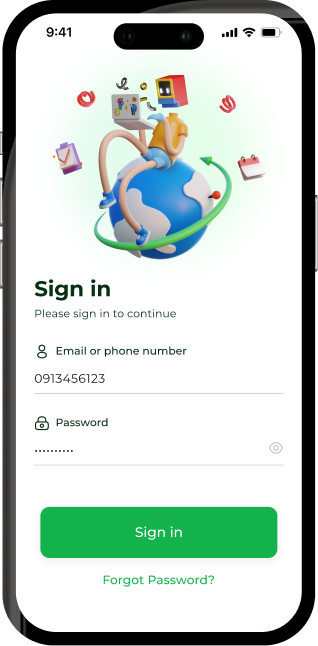 9:41
Sign in
Please sign in to continue
Email or phone number
0913456123
Password
..........
Sign in
Forgot Password?